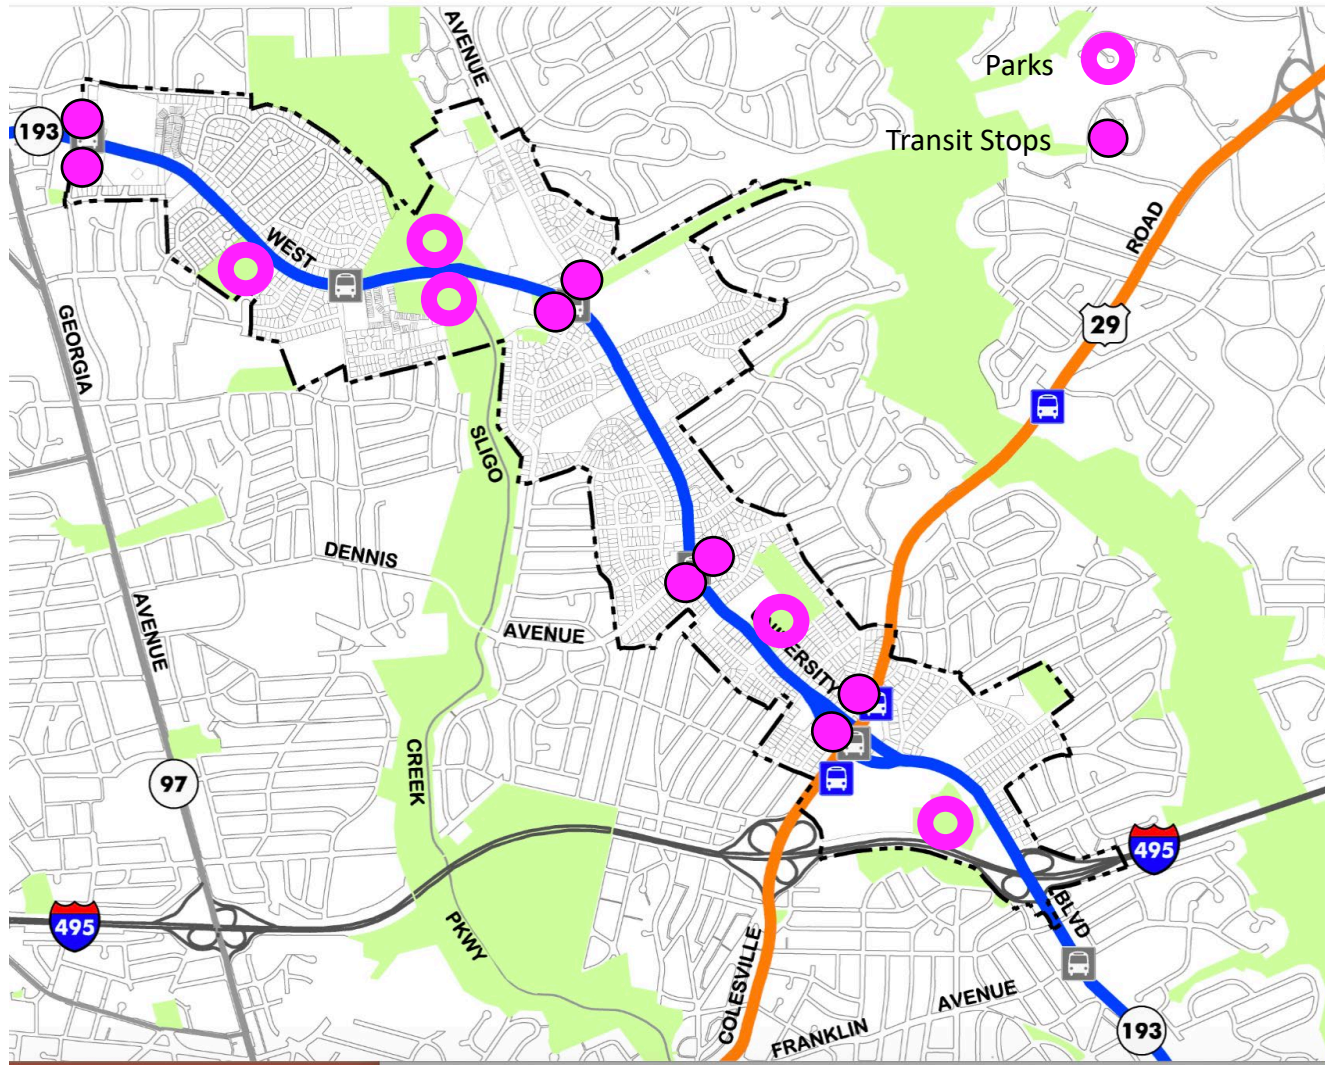 AVENUE
Parks
193
Transit Stops
ROAD
WEST
29
GEORGIA
SLIGO
DENNIS
AVENUE
AVENUE
UNIVERSITY
CREEK
97
495
495
PKWY
BLVD
COLESVILLE
AVENUE
FRANKLIN
193